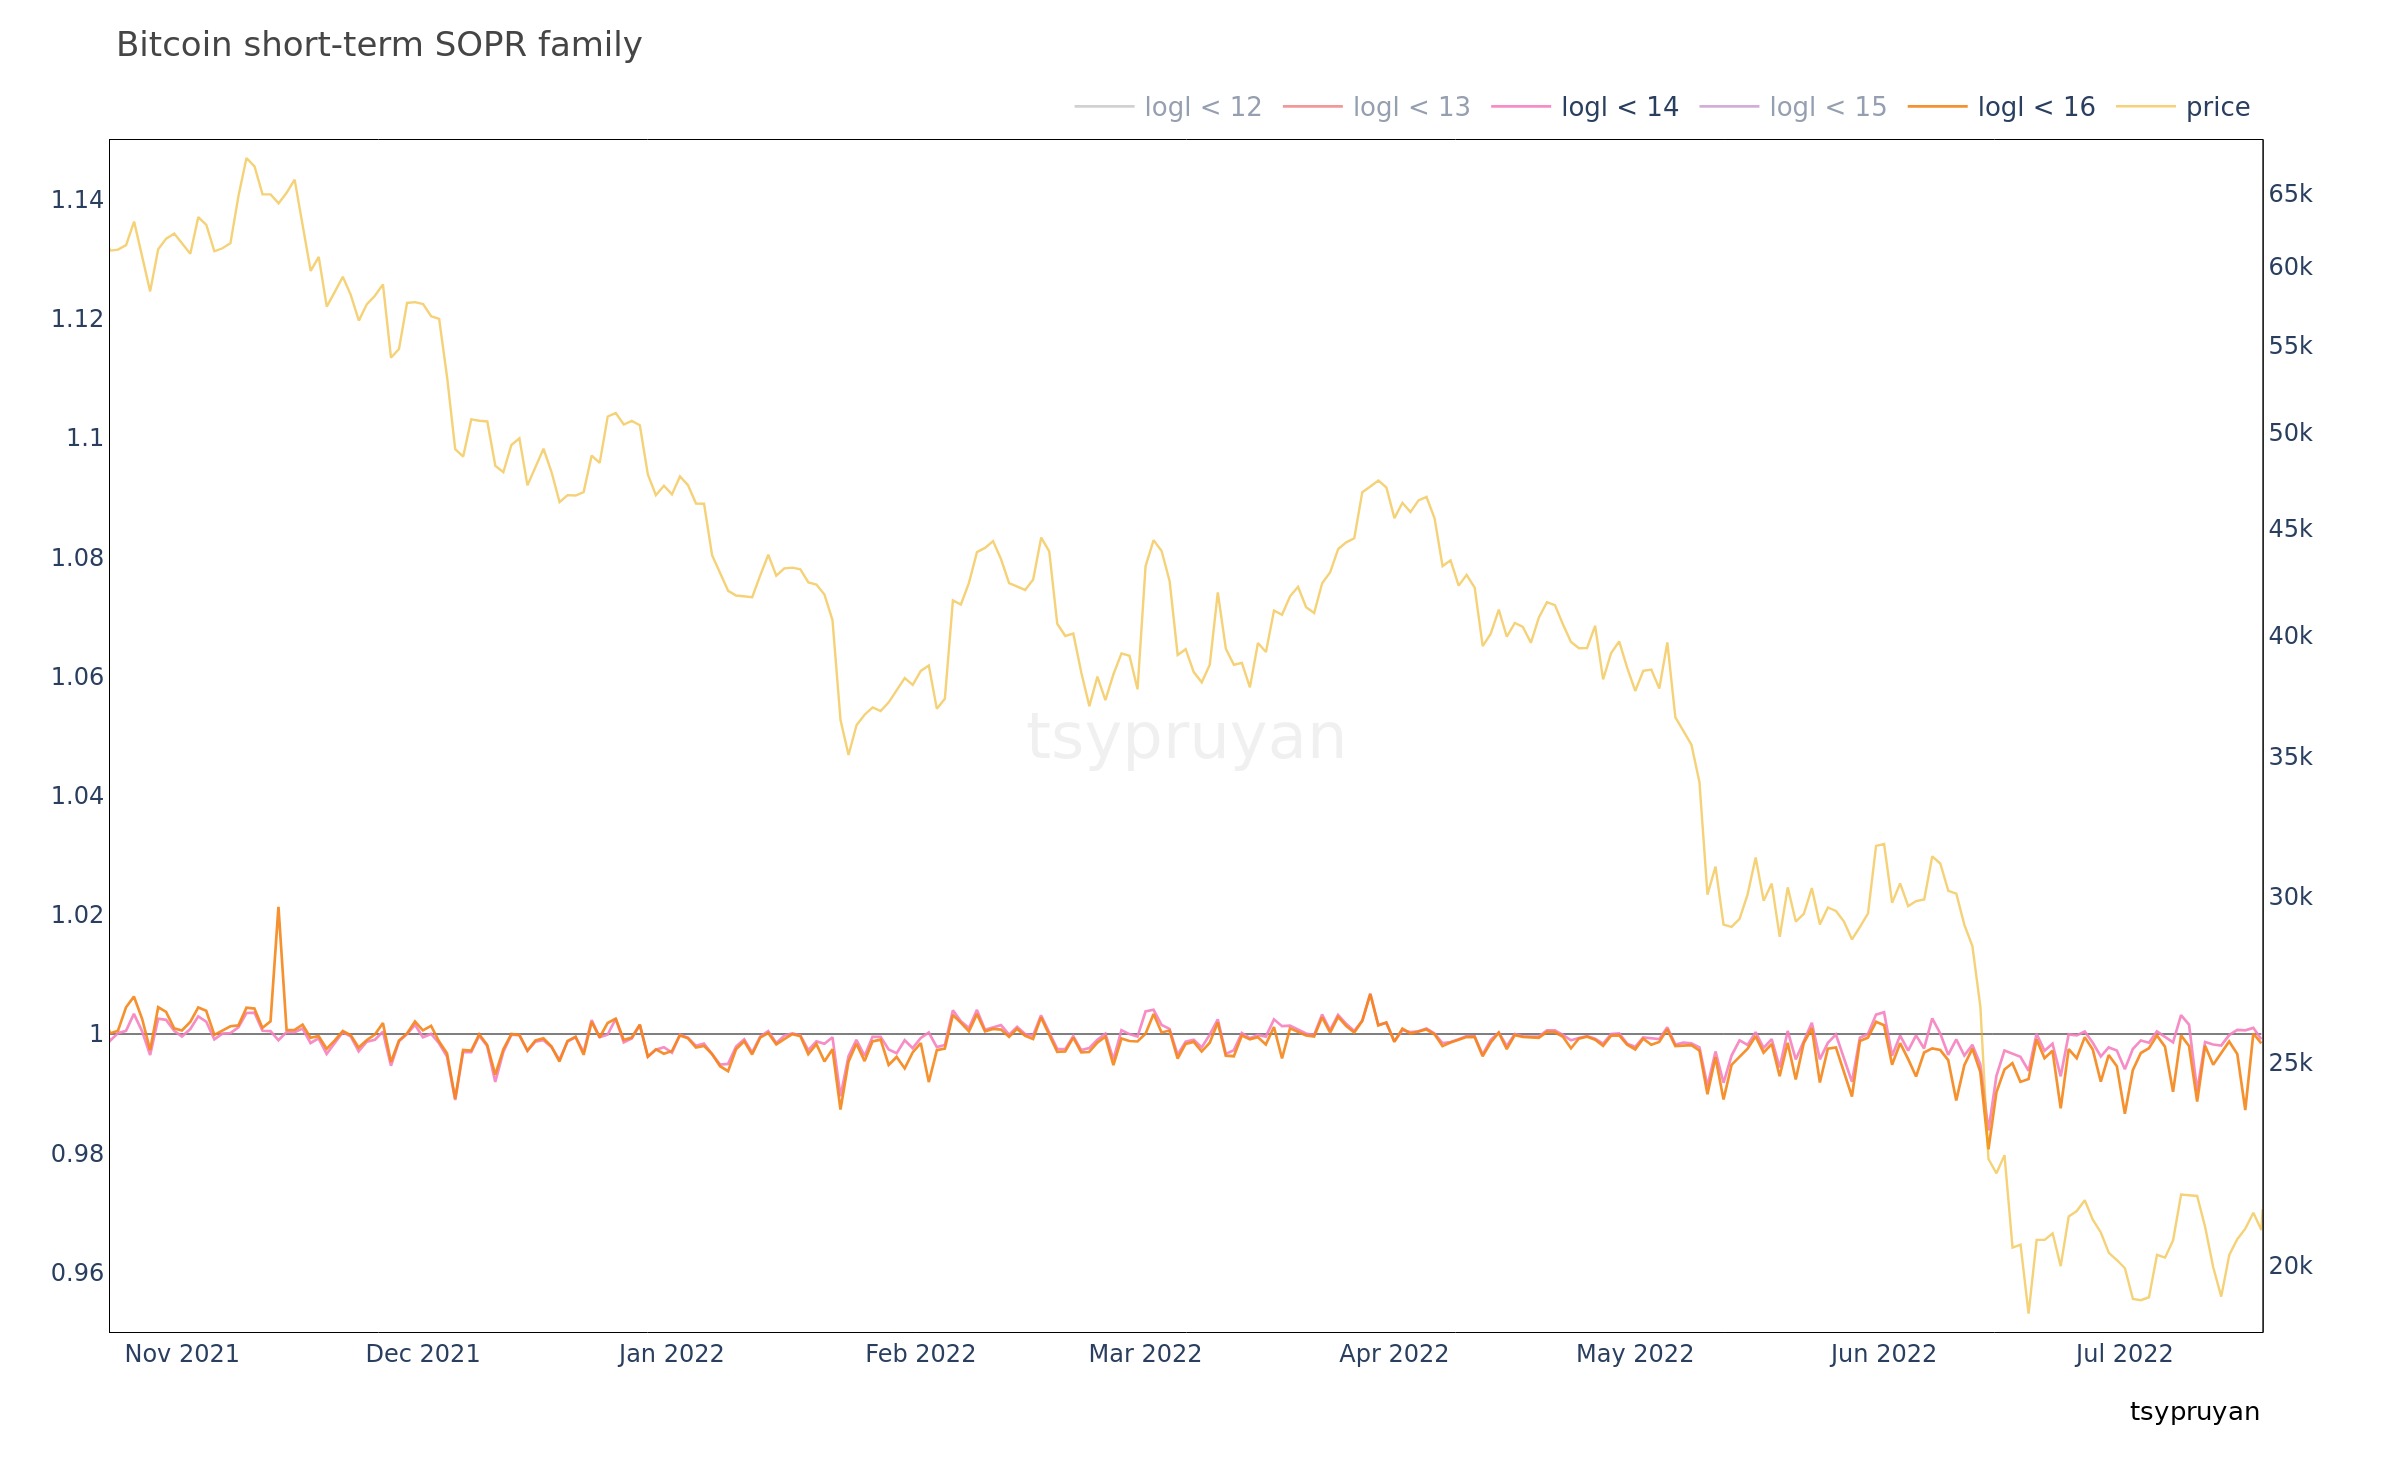 Bitcoin short-term SOPR family
logl < 12 logl < 13 logl < 14 logl < 15 logl < 16 price
1.14 65k
60k
1.12
55k
1.1 50k
45k
1.08
40k
1.06
tsypruyan
35k
1.04
1.02 30k
1 25k
0.98
0.96 20k
Nov 2021 Dec 2021 Jan 2022 Feb 2022 Mar 2022 Apr 2022 May 2022 Jun 2022 Jul 2022
tsypruyan